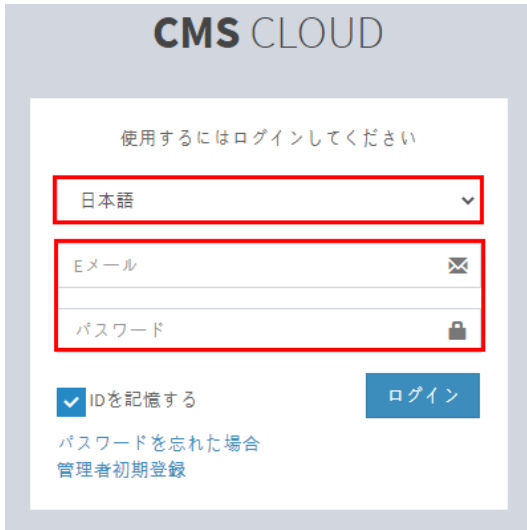 CMS CLOUD
使用するにはログインしてください
日本語
Eメール
パスワード
IDを記憶する
ログイン
パスワードを忘れた場合
管理者初期登録